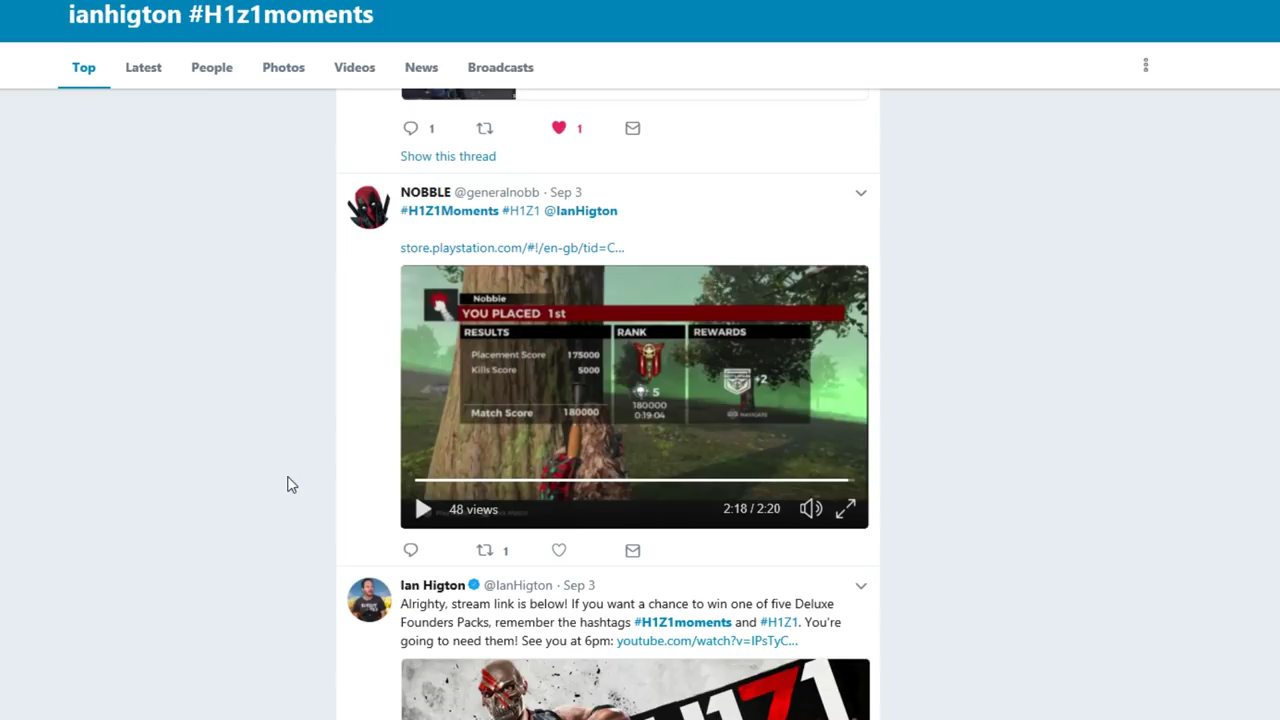 ianhigton #H1z1moments
Top Latest People Photos Videos News Broadcasts
1 1
Show this thread
NOBBLE @generalnobb · Sep 3
#H1Z1Moments #H1Z1 @IanHigton
store.playstation.com/#!/en-gb/tid=C...
Nobbie
YOU PLACED 1st
RESULTS RANK REWARDS
Placement Score 175000
Kills Score 5000
5
+2
180000
Match Score 180000
0:19:04
NAVIGATE
48 views 2:18 / 2:20
1
Ian Higton @IanHigton · Sep 3
Alrighty, stream link is below! If you want a chance to win one of five Deluxe
Founders Packs, remember the hashtags #H1Z1moments and #H1Z1. You're
going to need them! See you at 6pm: youtube.com/watch?v=IPsTyC...
H1Z1